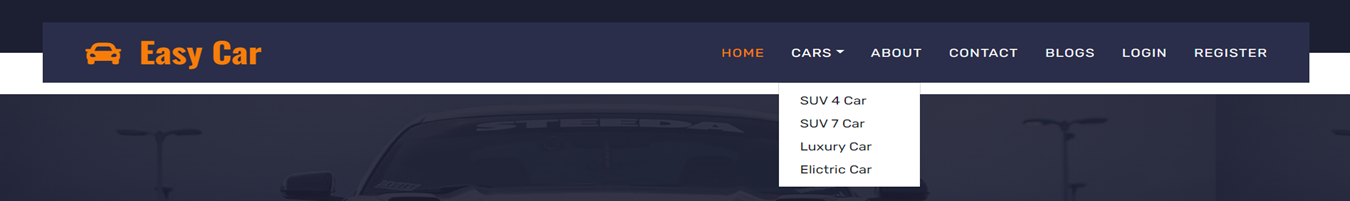 Easy Car
HOME CARS ABOUT CONTACT BLOGS LOGIN REGISTER
SUV 4 Car
SUV 7 Car
Luxury Car
Elictric Car
STEEDA